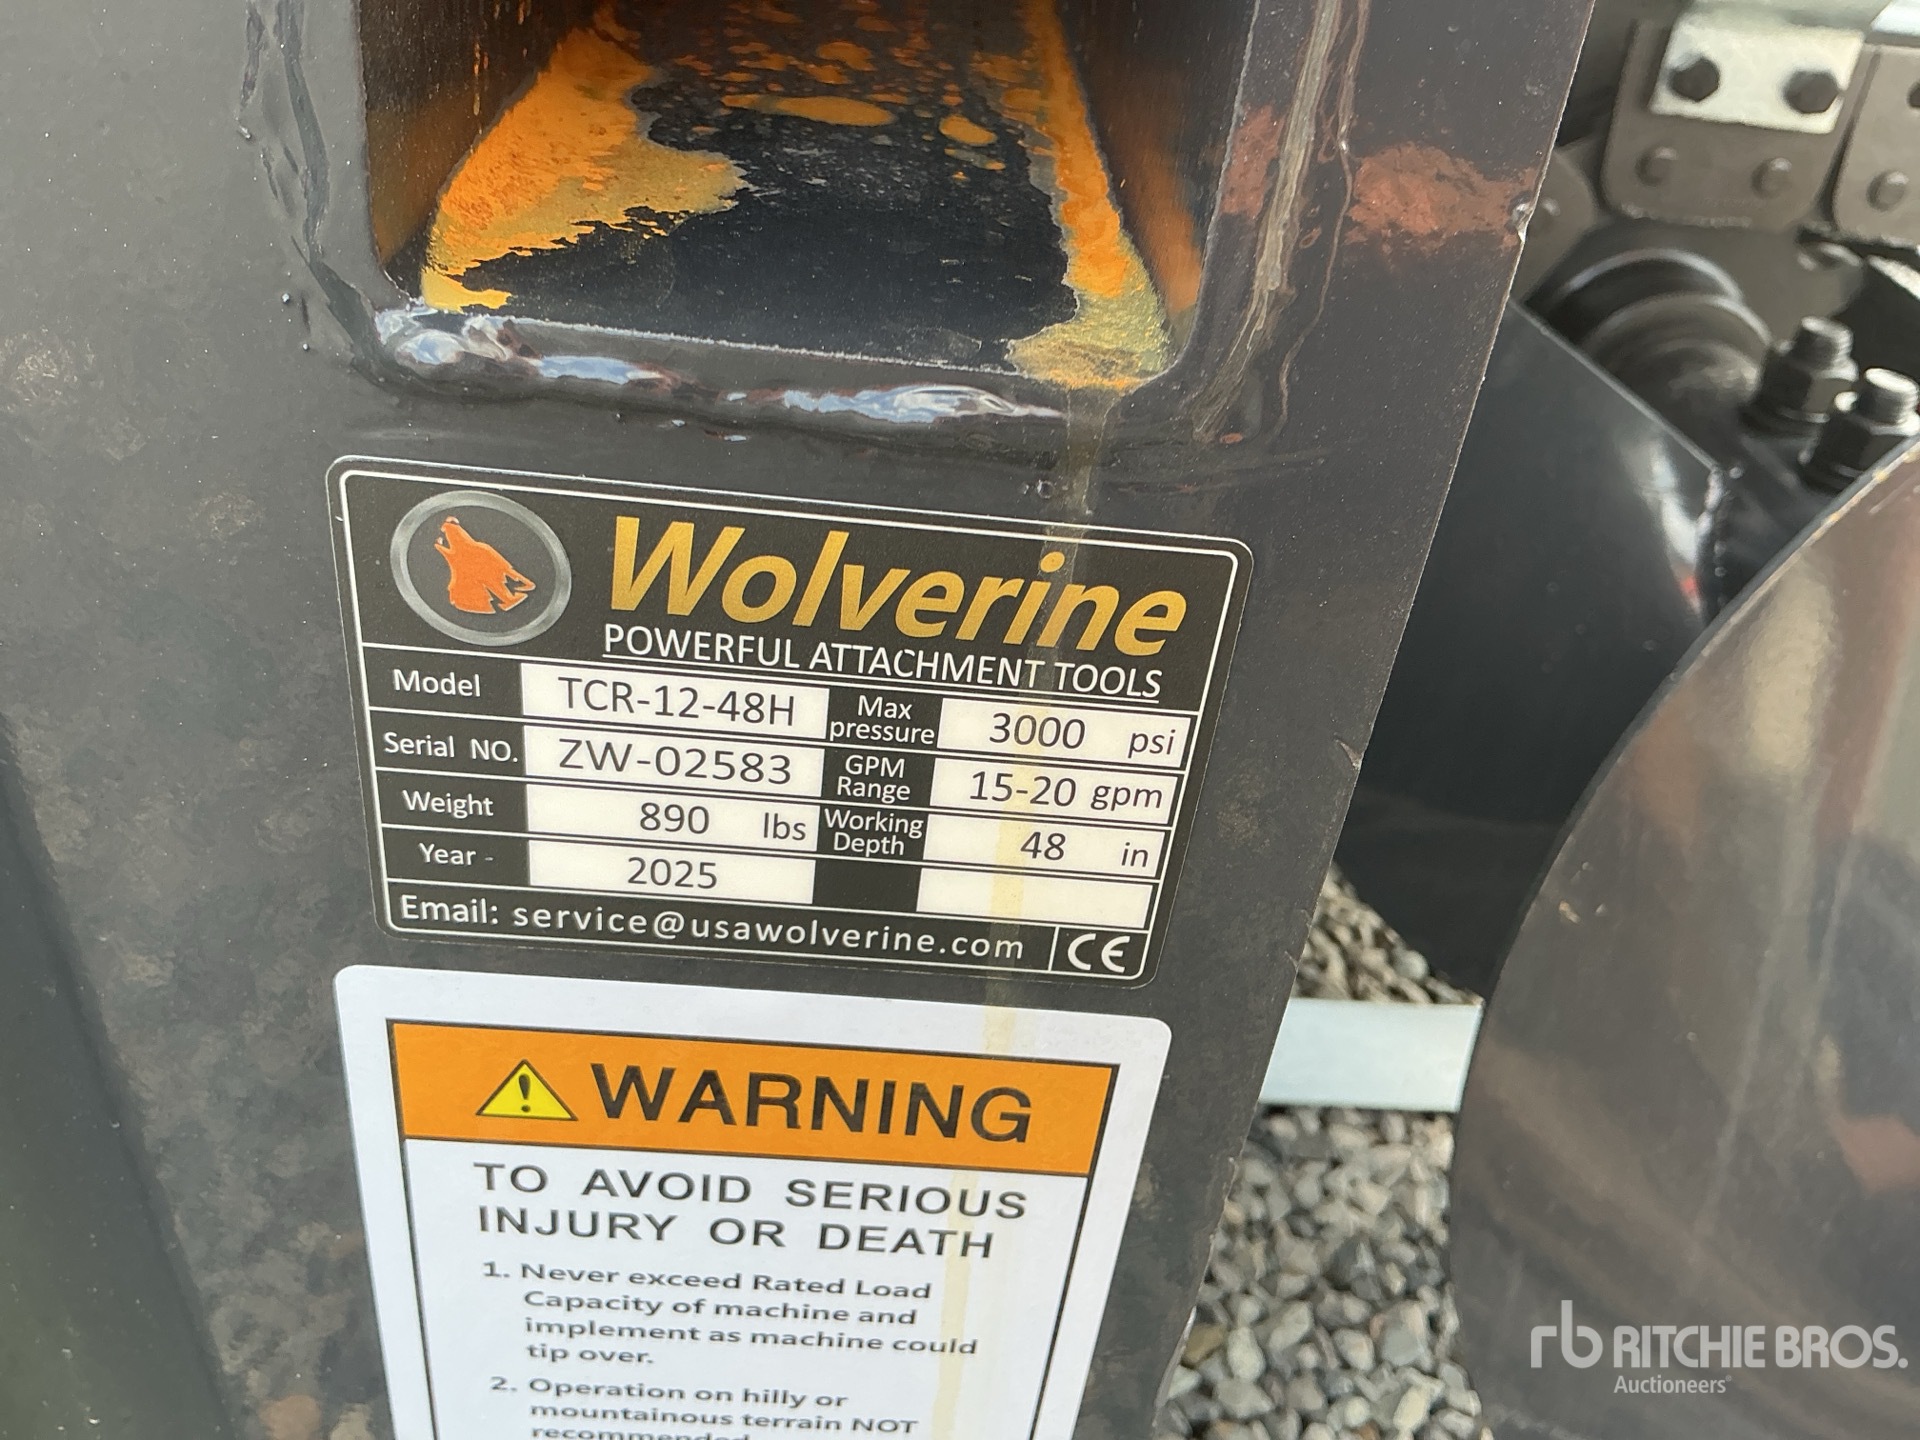 Wolverine
POWERFUL ATTACHMENT TOOLS
Model TCR-12-48H Max pressure 3000 psi
Serial NO. ZW-02583 GPM Range 15-20 gpm
Weight 890 lbs Working Depth 48 in
Year - 2025
Email: service@usawolverine.com CE
WARNING
TO AVOID SERIOUS
INJURY OR DEATH
1. Never exceed Rated Load
Capacity of machine and
implement as machine could
tip over.
2. Operation on hilly or
mountainous terrain NOT
recommended
rb RITCHIE BROS.
Auctioneers